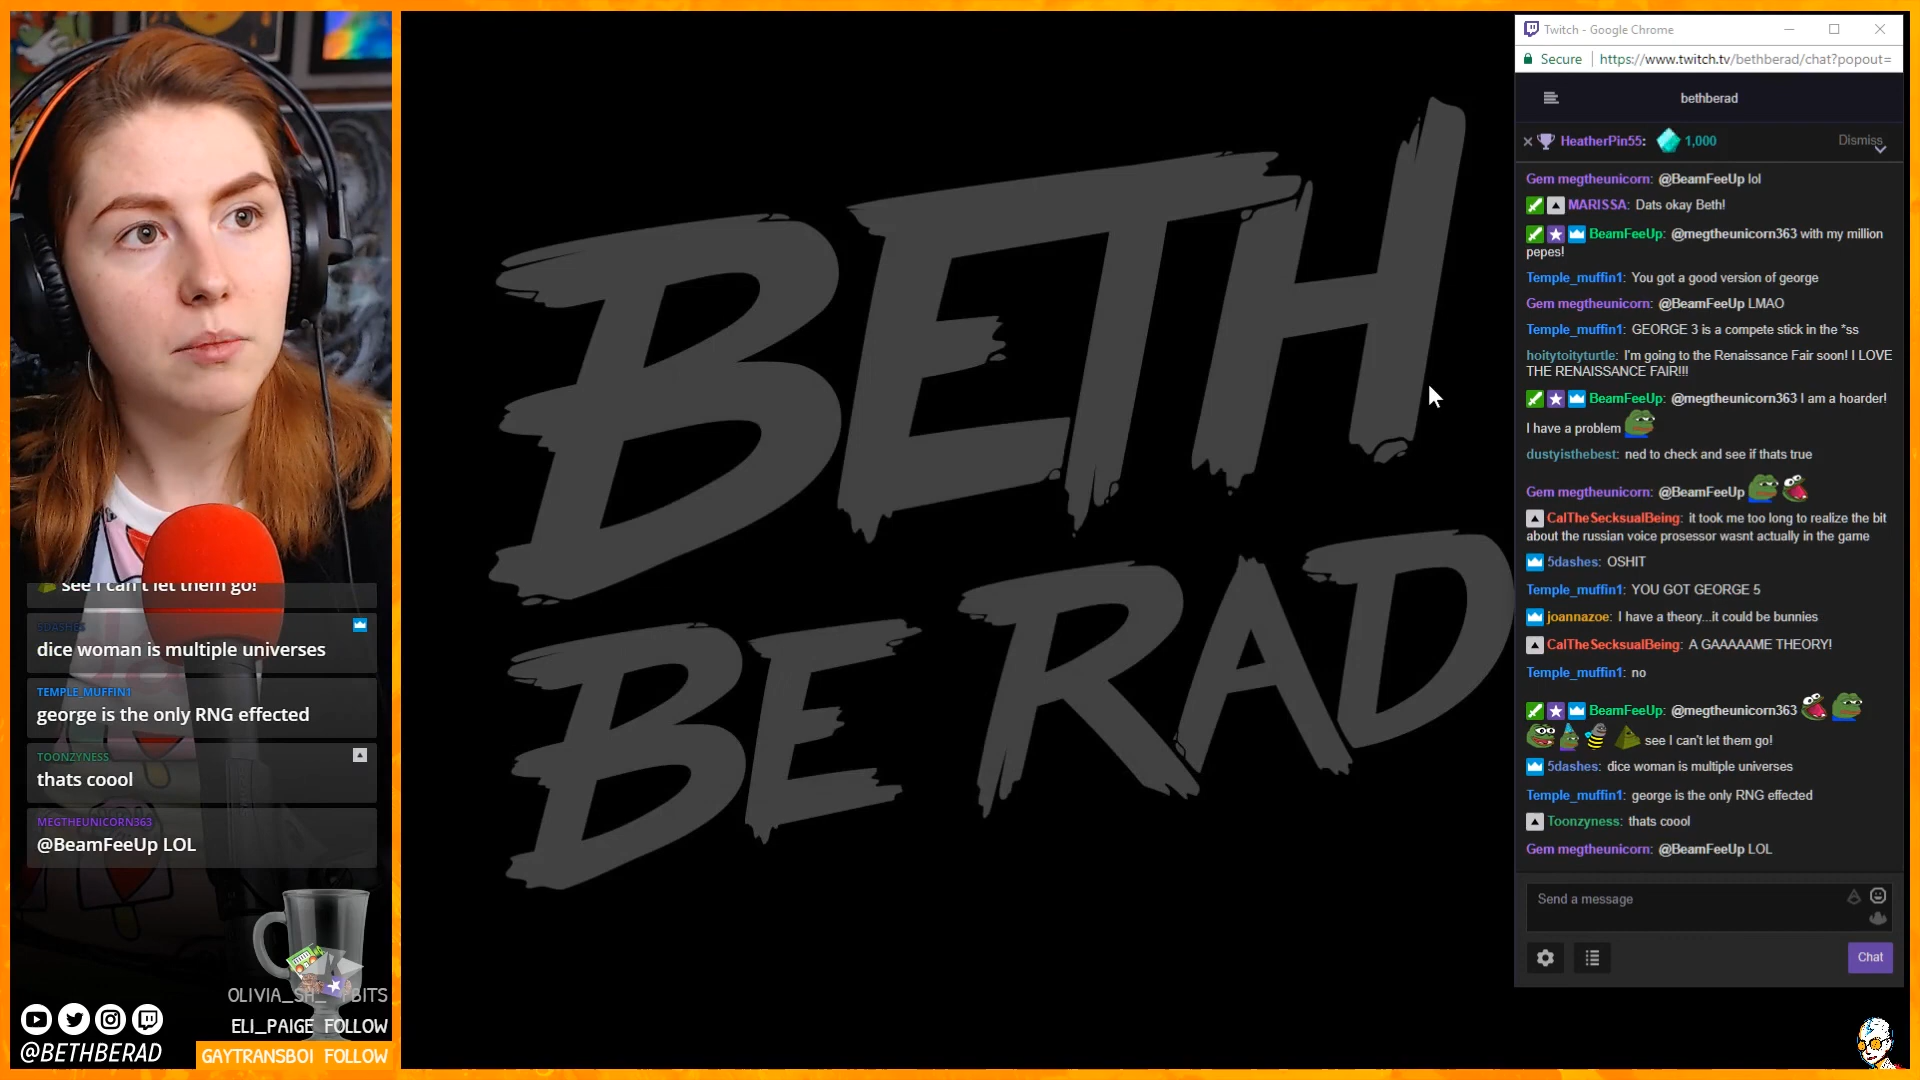 see I can't let them go!
5DASHES
dice woman is multiple universes
TEMPLE_MUFFIN1
george is the only RNG effected
TOONZYNESS
thats coool
MEGTHEUNICORN363
@BeamFeeUp LOL
ELI_PAIGE FOLLOW
@BETHBERAD
GAYTRANSBOI FOLLOW
BETH
BE RAD
Twitch - Google Chrome
Secure
https://www.twitch.tv/bethberad/chat?popout=
bethberad
HeatherPin55: 1,000
Dismiss
Gem megtheunicorn: @BeamFeeUp lol
MARISSA: Dats okay Beth!
BeamFeeUp: @megtheunicorn363 with my million
pepes!
Temple_muffin1: You got a good version of george
Gem megtheunicorn: @BeamFeeUp LMAO
Temple_muffin1: GEORGE 3 is a compete stick in the *ss
hoitytoityturtle: I'm going to the Renaissance Fair soon! I LOVE
THE RENAISSANCE FAIR!!!
BeamFeeUp: @megtheunicorn363 I am a hoarder!
I have a problem
dustyisthebest: ned to check and see if thats true
Gem megtheunicorn: @BeamFeeUp
CalTheSecksualBeing: it took me too long to realize the bit
about the russian voice prosessor wasnt actually in the game
5dashes: OSHIT
Temple_muffin1: YOU GOT GEORGE 5
joannazoe: I have a theory...it could be bunnies
CalTheSecksualBeing: A GAAAAAME THEORY!
Temple_muffin1: no
BeamFeeUp: @megtheunicorn363
see I can't let them go!
5dashes: dice woman is multiple universes
Temple_muffin1: george is the only RNG effected
Toonzyness: thats coool
Gem megtheunicorn: @BeamFeeUp LOL
Send a message
Chat